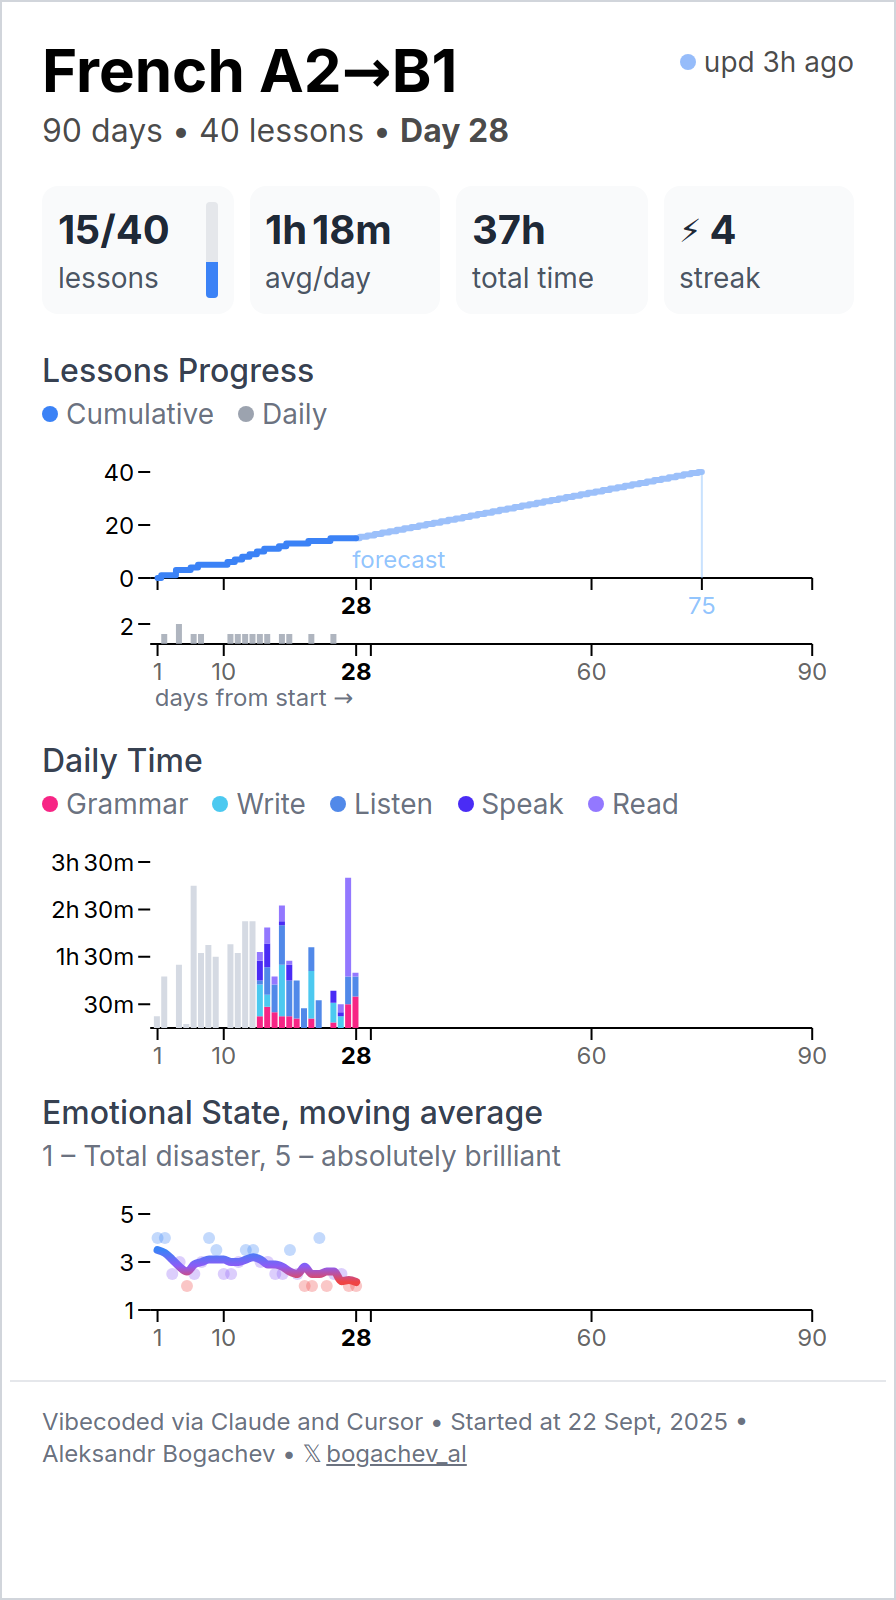 French A2→B1
upd 3h ago
90 days • 40 lessons • Day 28
15/40
lessons
1h 18m
avg/day
37h
total time
⚡ 4
streak
Lessons Progress
Cumulative Daily
40
20
0
forecast
28 75
2
1 10 28 60 90
days from start →
Daily Time
Grammar Write Listen Speak Read
3h 30m
2h 30m
1h 30m
30m
1 10 28 60 90
Emotional State, moving average
1 – Total disaster, 5 – absolutely brilliant
5
3
1
1 10 28 60 90
Vibecoded via Claude and Cursor • Started at 22 Sept, 2025 •
Aleksandr Bogachev • 𝕏 bogachev_al